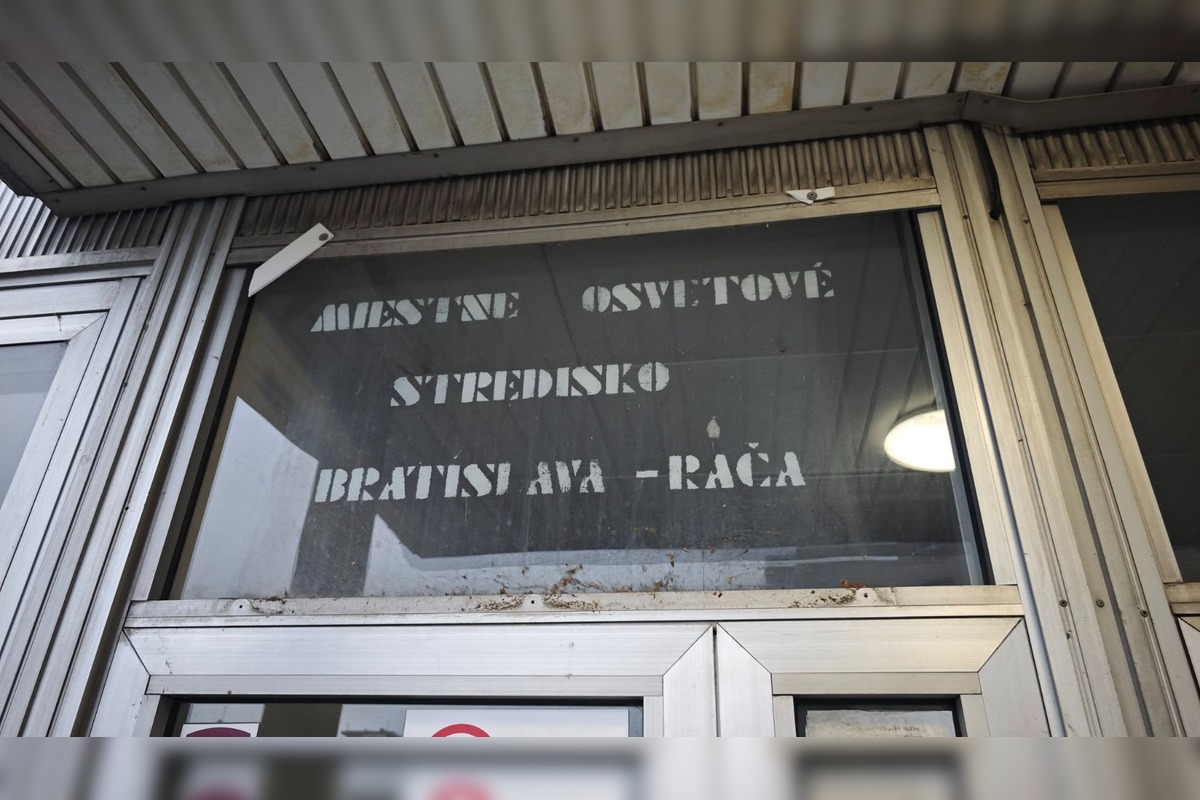 MIESTNE OSVETOVÉ
STREDISKO
BRATISLAVA - RAČA